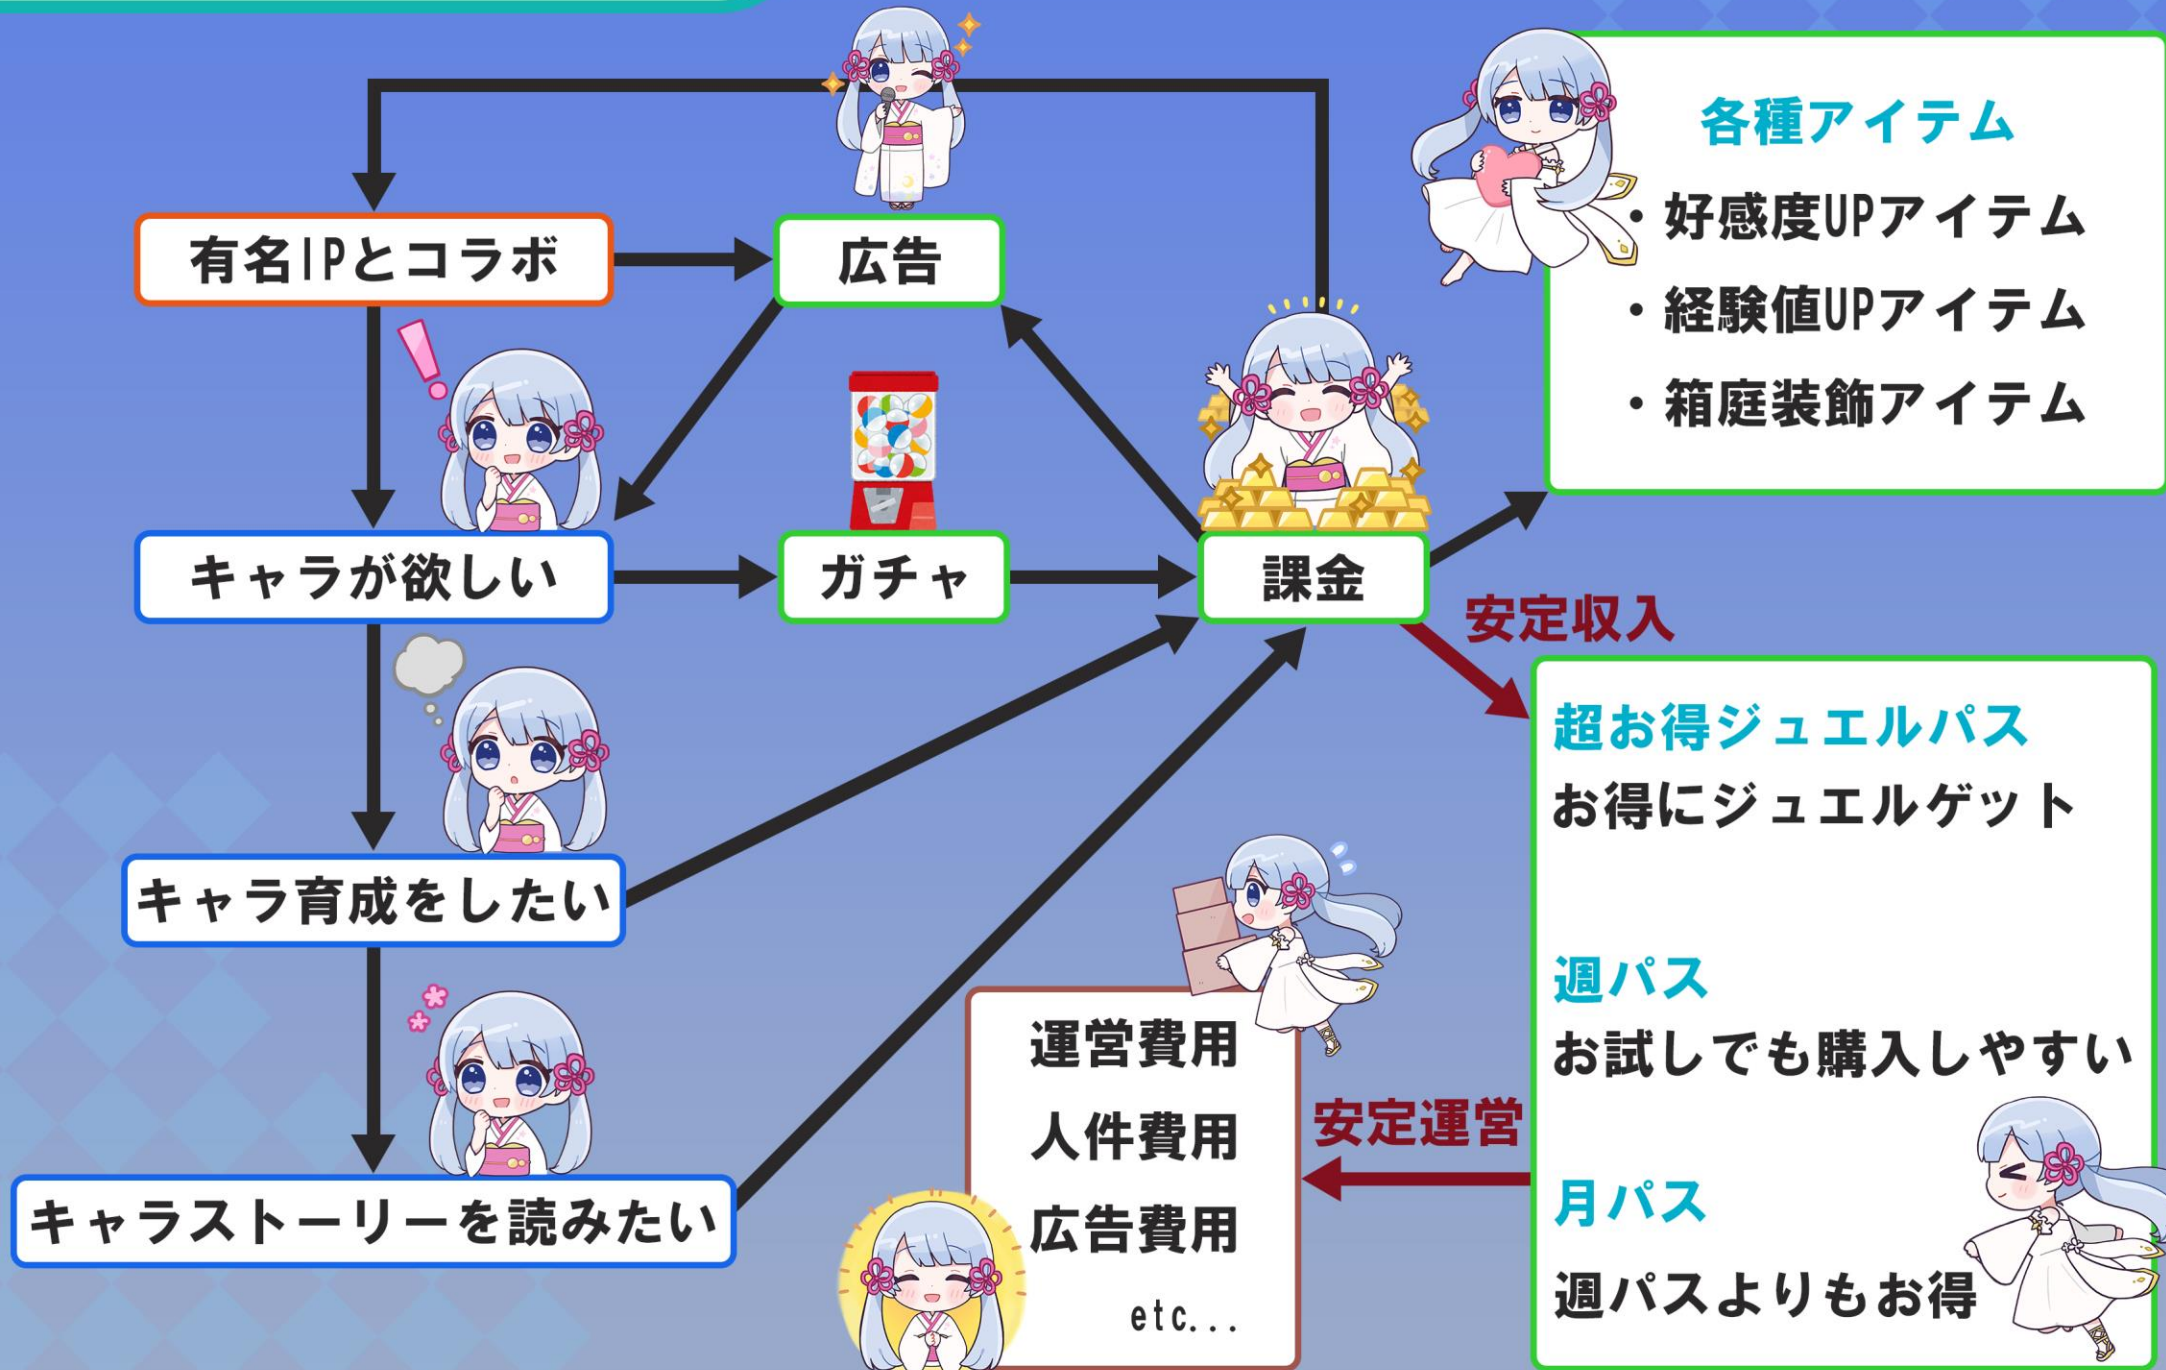 有名IPとコラボ
広告
キャラが欲しい
ガチャ
課金
キャラ育成をしたい
キャラストーリーを読みたい
各種アイテム
・好感度UPアイテム
・経験値UPアイテム
・箱庭装飾アイテム
安定収入
超お得ジュエルパス
お得にジュエルゲット
週パス
お試しでも購入しやすい
月パス
週パスよりもお得
安定運営
運営費用
人件費用
広告費用
etc...